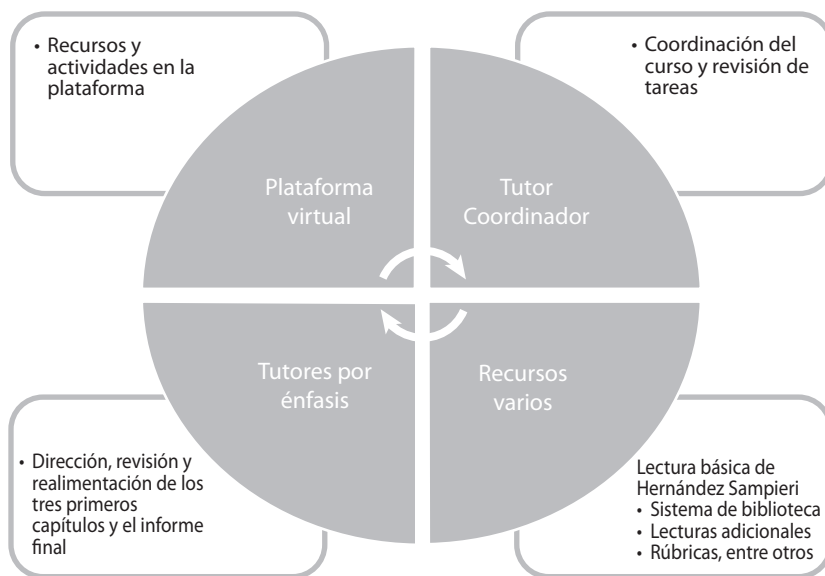 • Recursos y
actividades en la
plataforma
• Coordinación del
curso y revisión de
tareas
Plataforma
virtual
Tutor
Coordinador
Tutores por
énfasis
Recursos
varios
• Dirección, revisión y
realimentación de los
tres primeros
capítulos y el informe
final
Lectura básica de
Hernández Sampieri
• Sistema de biblioteca
• Lecturas adicionales
• Rúbricas, entre otros